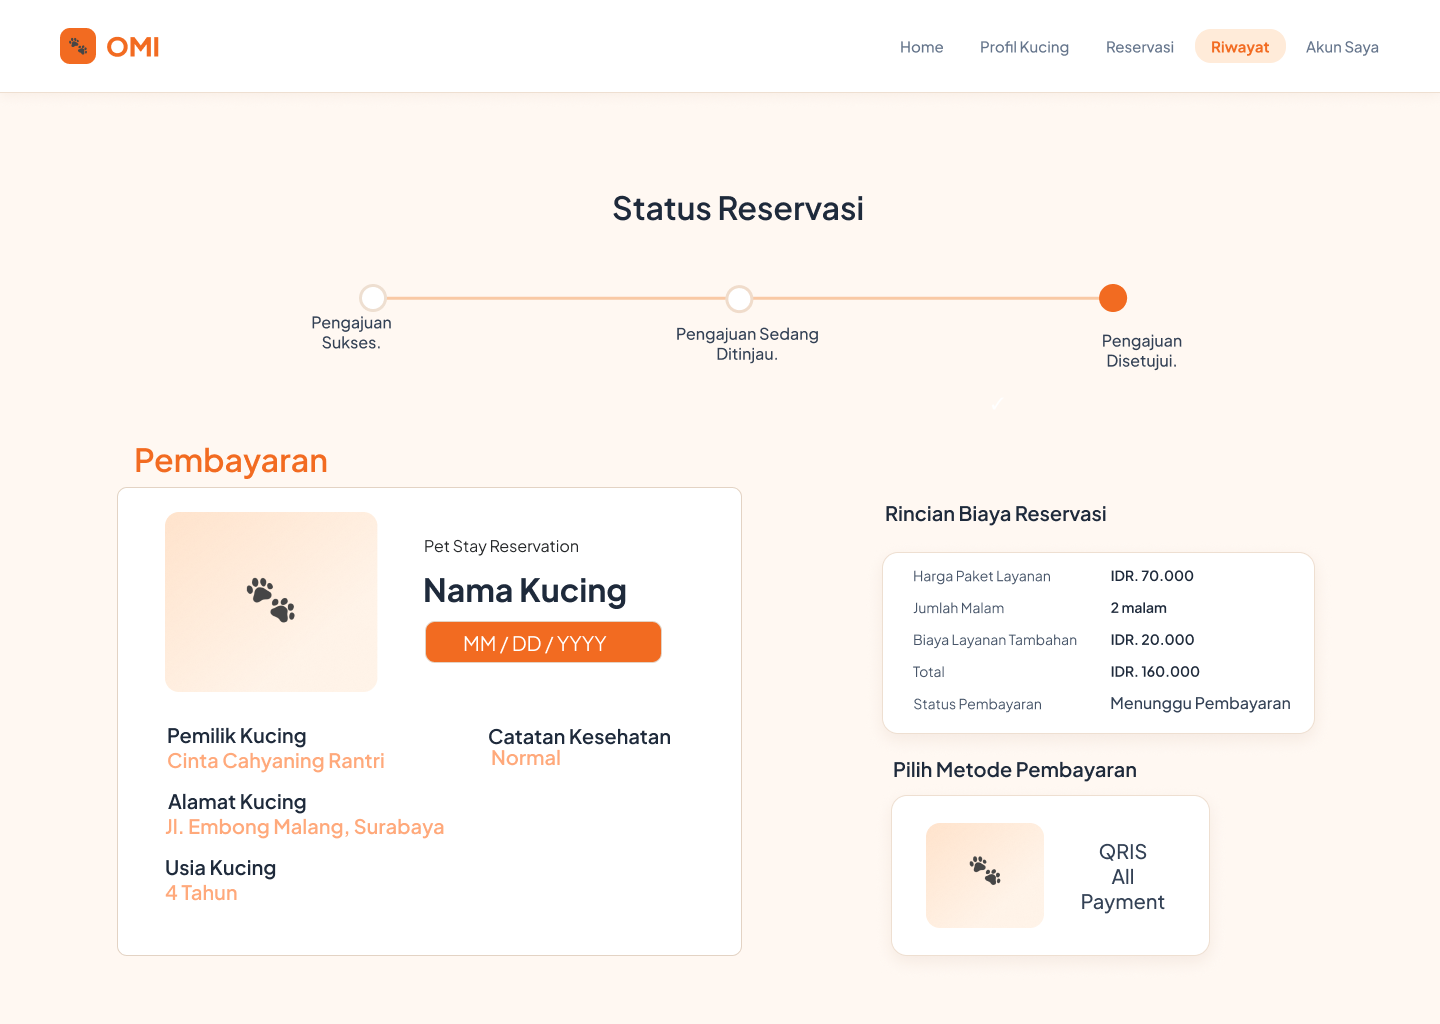 OMI
Home
Profil Kucing
Reservasi
Riwayat
Akun Saya
Status Reservasi
Pengajuan
Sukses.
Pengajuan Sedang
Ditinjau.
Pengajuan
Disetujui.
✓
Pembayaran
Pet Stay Reservation
Nama Kucing
MM / DD / YYYY
Pemilik Kucing
Cinta Cahyaning Rantri
Catatan Kesehatan
Normal
Alamat Kucing
Jl. Embong Malang, Surabaya
Usia Kucing
4 Tahun
Rincian Biaya Reservasi
Harga Paket Layanan IDR. 70.000
Jumlah Malam 2 malam
Biaya Layanan Tambahan IDR. 20.000
Total IDR. 160.000
Status Pembayaran Menunggu Pembayaran
Pilih Metode Pembayaran
QRIS
All
Payment